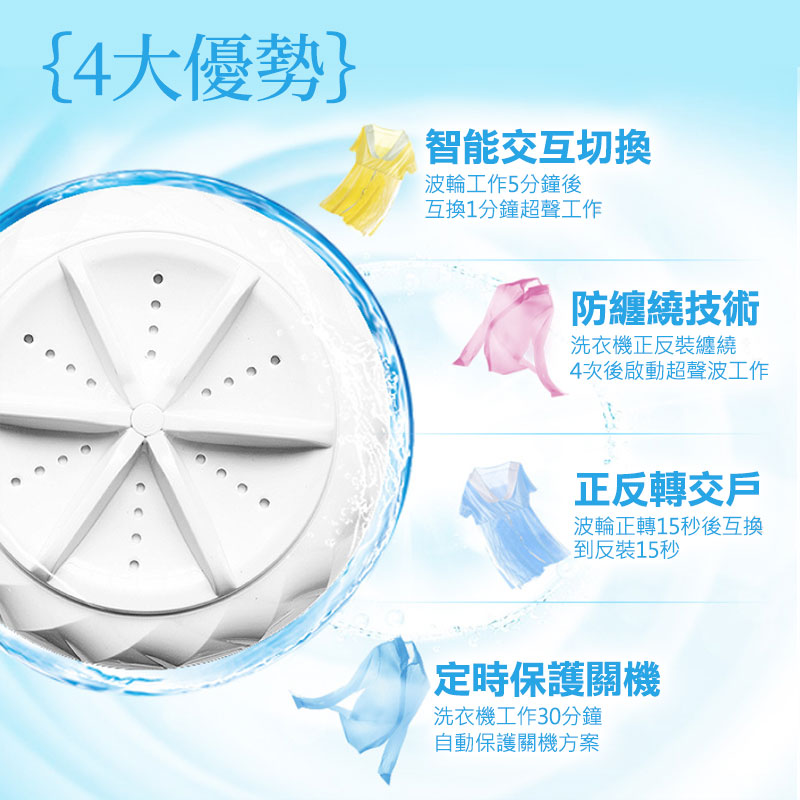 {4大優勢}
智能交互切換
波輪工作5分鐘後
互換1分鐘超聲工作
防纏繞技術
洗衣機正反裝纏繞
4次後啟動超聲波工作
正反轉交戶
波輪正轉15秒後互換
到反裝15秒
定時保護關機
洗衣機工作30分鐘
自動保護關機方案